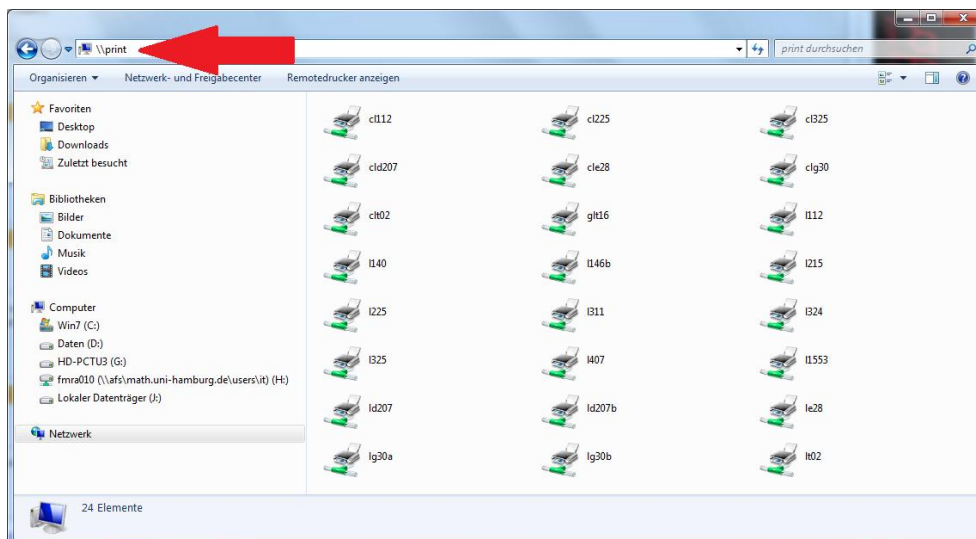 \\print
print durchsuchen
Organisieren Netzwerk- und Freigabecenter Remotedrucker anzeigen
Favoriten
Desktop
Downloads
Zuletzt besucht
Bibliotheken
Bilder
Dokumente
Musik
Videos
Computer
Win7 (C:)
Daten (D:)
HD-PCTU3 (G:)
fmra010 (\\afs\math.uni-hamburg.de\users\it) (H:)
Lokaler Datenträger (J:)
Netzwerk
cl112 cl225 cl325
cld207 cle28 clg30
clt02 glt16 l112
l140 l146b l215
l225 l311 l324
l325 l407 l1553
ld207 ld207b le28
lg30a lg30b lt02
24 Elemente